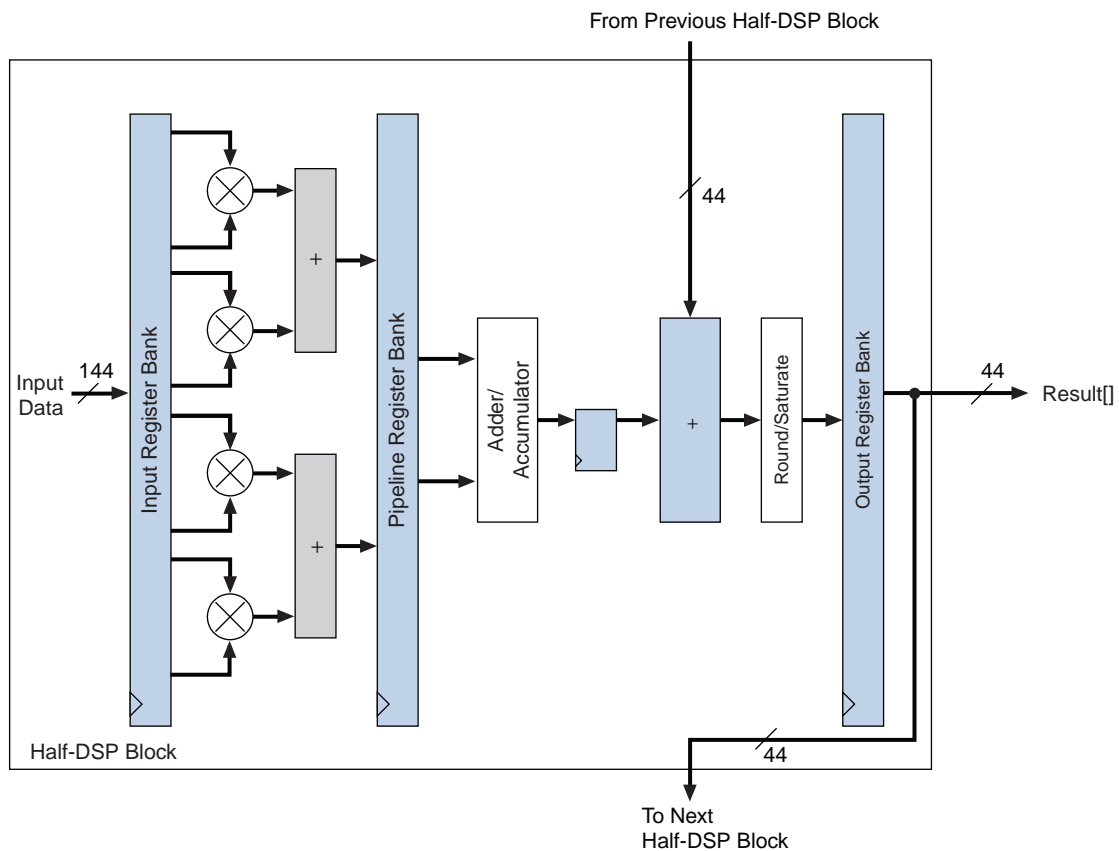 From Previous Half-DSP Block
44
Input Register Bank
+
+
Pipeline Register Bank
Adder/
Accumulator
+
Round/Saturate
Output Register Bank
Input
Data
144
44
Result[]
Half-DSP Block
44
To Next
Half-DSP Block